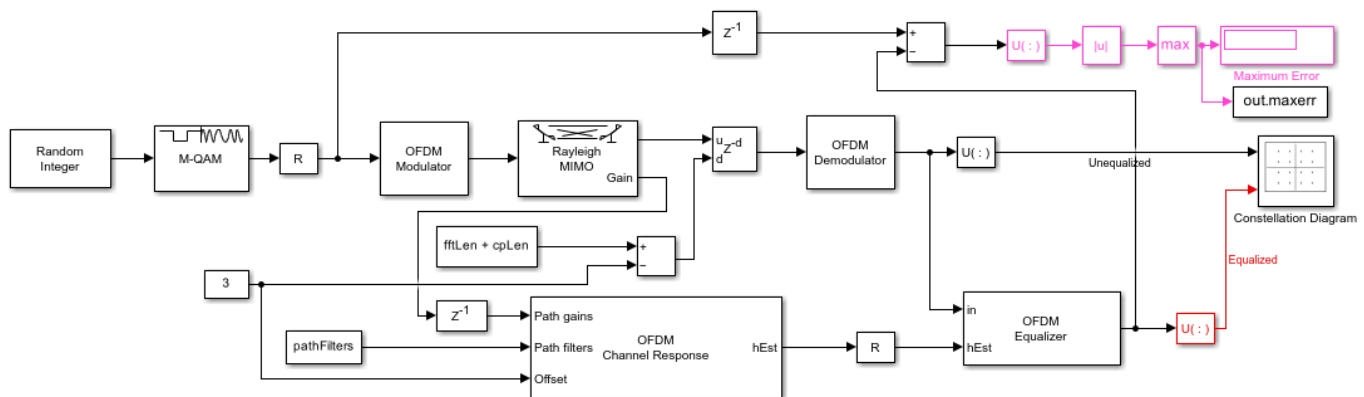 Z-1
+
−
U( : )
|u|
max
Maximum Error
out.maxerr
Random
Integer
M-QAM
R
OFDM
Modulator
Rayleigh
MIMO
Gain
u
d
Z-d
OFDM
Demodulator
U( : )
Unequalized
Constellation Diagram
fftLen + cpLen
+
−
Equalized
3
Z-1
pathFilters
Path gains
Path filters
Offset
OFDM
Channel Response
hEst
R
in
hEst
OFDM
Equalizer
U( : )